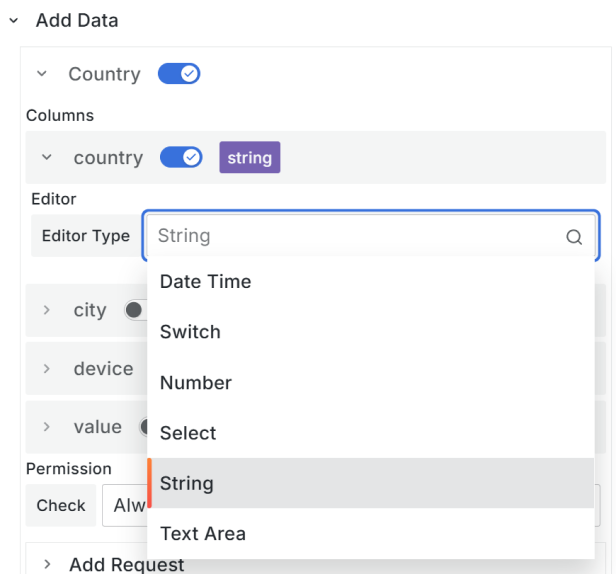 Add Data
Country
Columns
country string
Editor
Editor Type String
Date Time
city
Switch
device
Number
value
Select
Permission
String
Check Alw
Text Area
Add Request